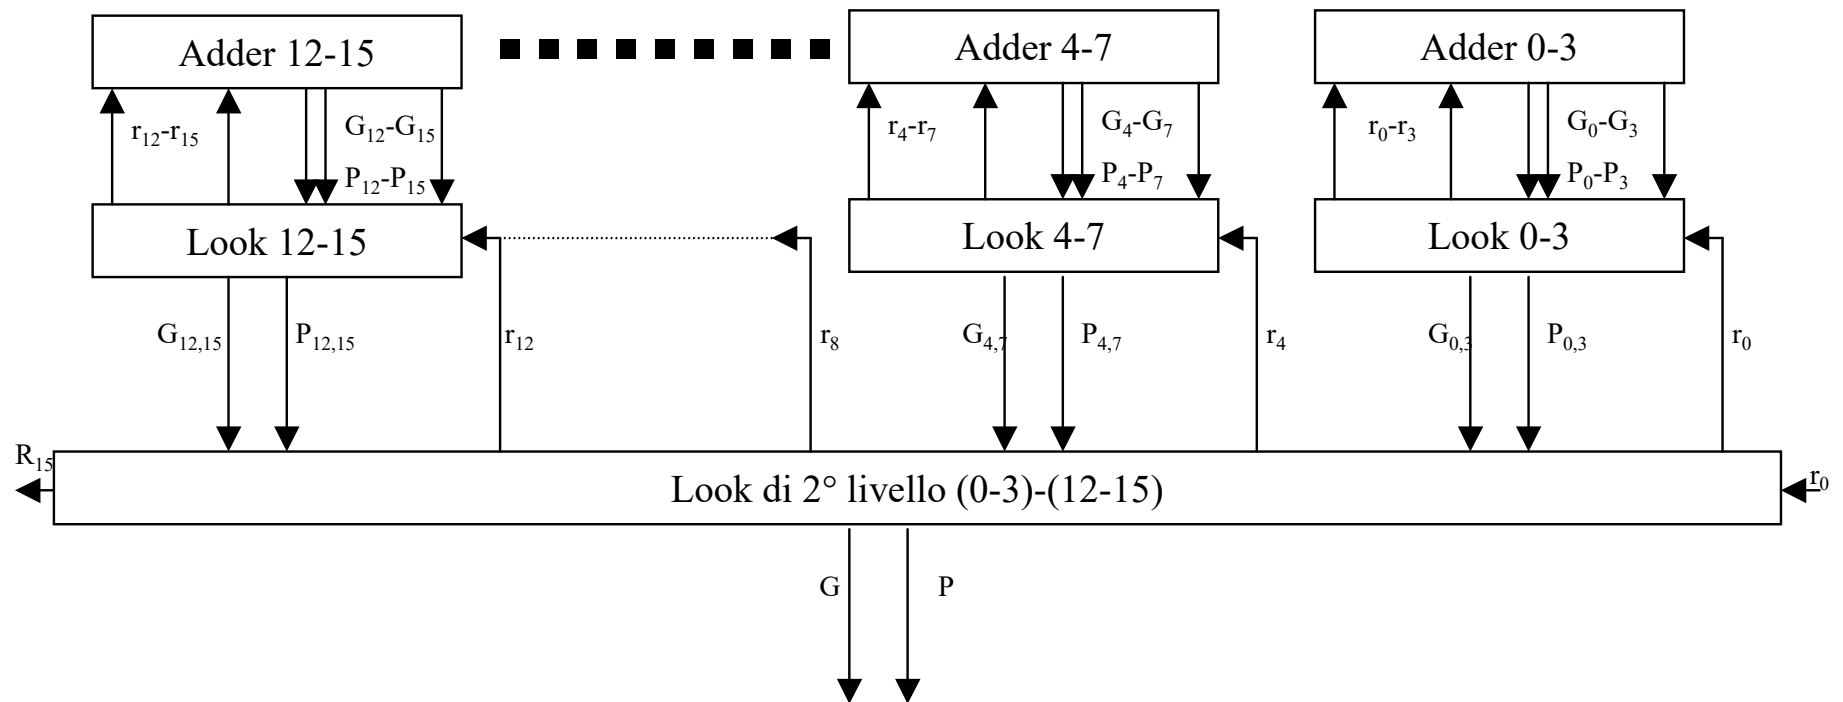 Adder 12-15
Adder 4-7
Adder 0-3
r12-r15
G12-G15
r4-r7
G4-G7
r0-r3
G0-G3
P12-P15
P4-P7
P0-P3
Look 12-15
Look 4-7
Look 0-3
G12,15
P12,15
r12
r8
G4,7
P4,7
r4
G0,3
P0,3
r0
R15
Look di 2° livello (0-3)-(12-15)
r0
G
P